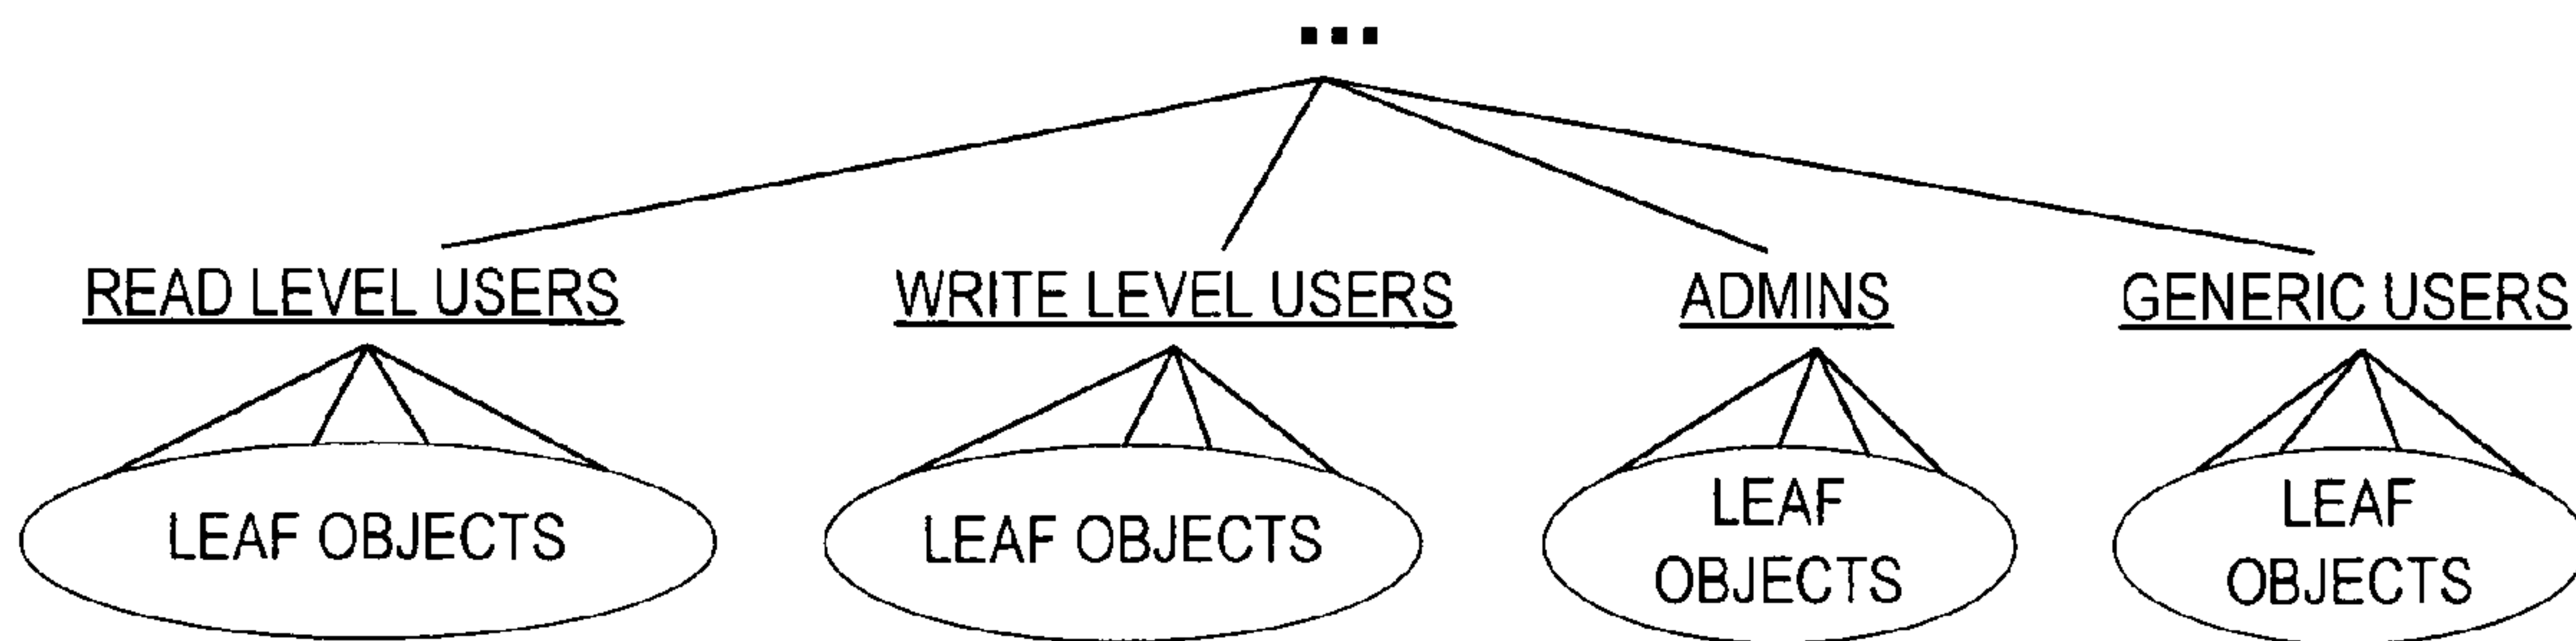 ...
READ LEVEL USERS
WRITE LEVEL USERS
ADMINS
GENERIC USERS
LEAF OBJECTS
LEAF OBJECTS
LEAF
OBJECTS
LEAF
OBJECTS